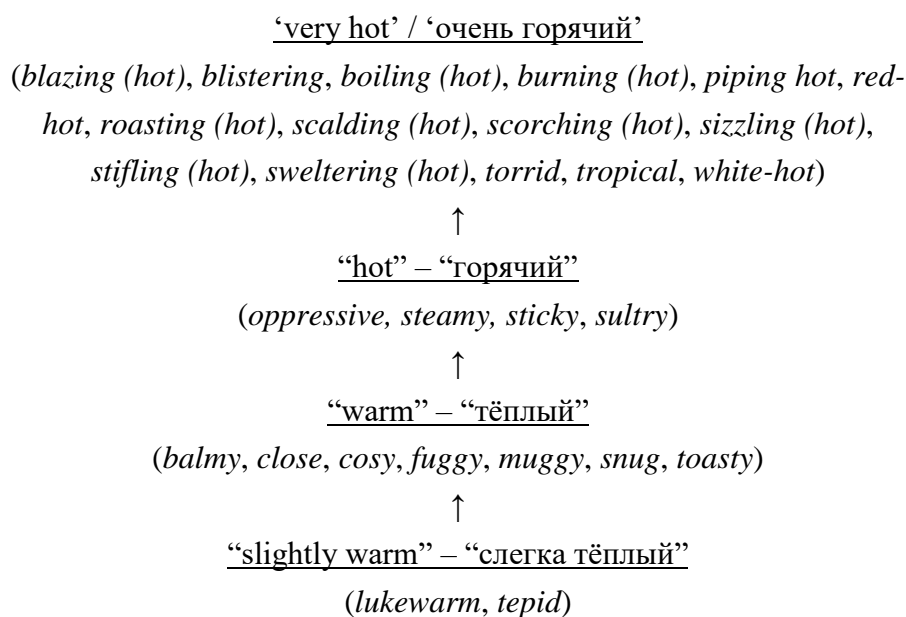 ‘very hot’ / ‘очень горячий’
(blazing (hot), blistering, boiling (hot), burning (hot), piping hot, red-
hot, roasting (hot), scalding (hot), scorching (hot), sizzling (hot),
stifling (hot), sweltering (hot), torrid, tropical, white-hot)
↑
“hot” – “горячий”
(oppressive, steamy, sticky, sultry)
↑
“warm” – “тёплый”
(balmy, close, cosy, fuggy, muggy, snug, toasty)
↑
“slightly warm” – “слегка тёплый”
(lukewarm, tepid)